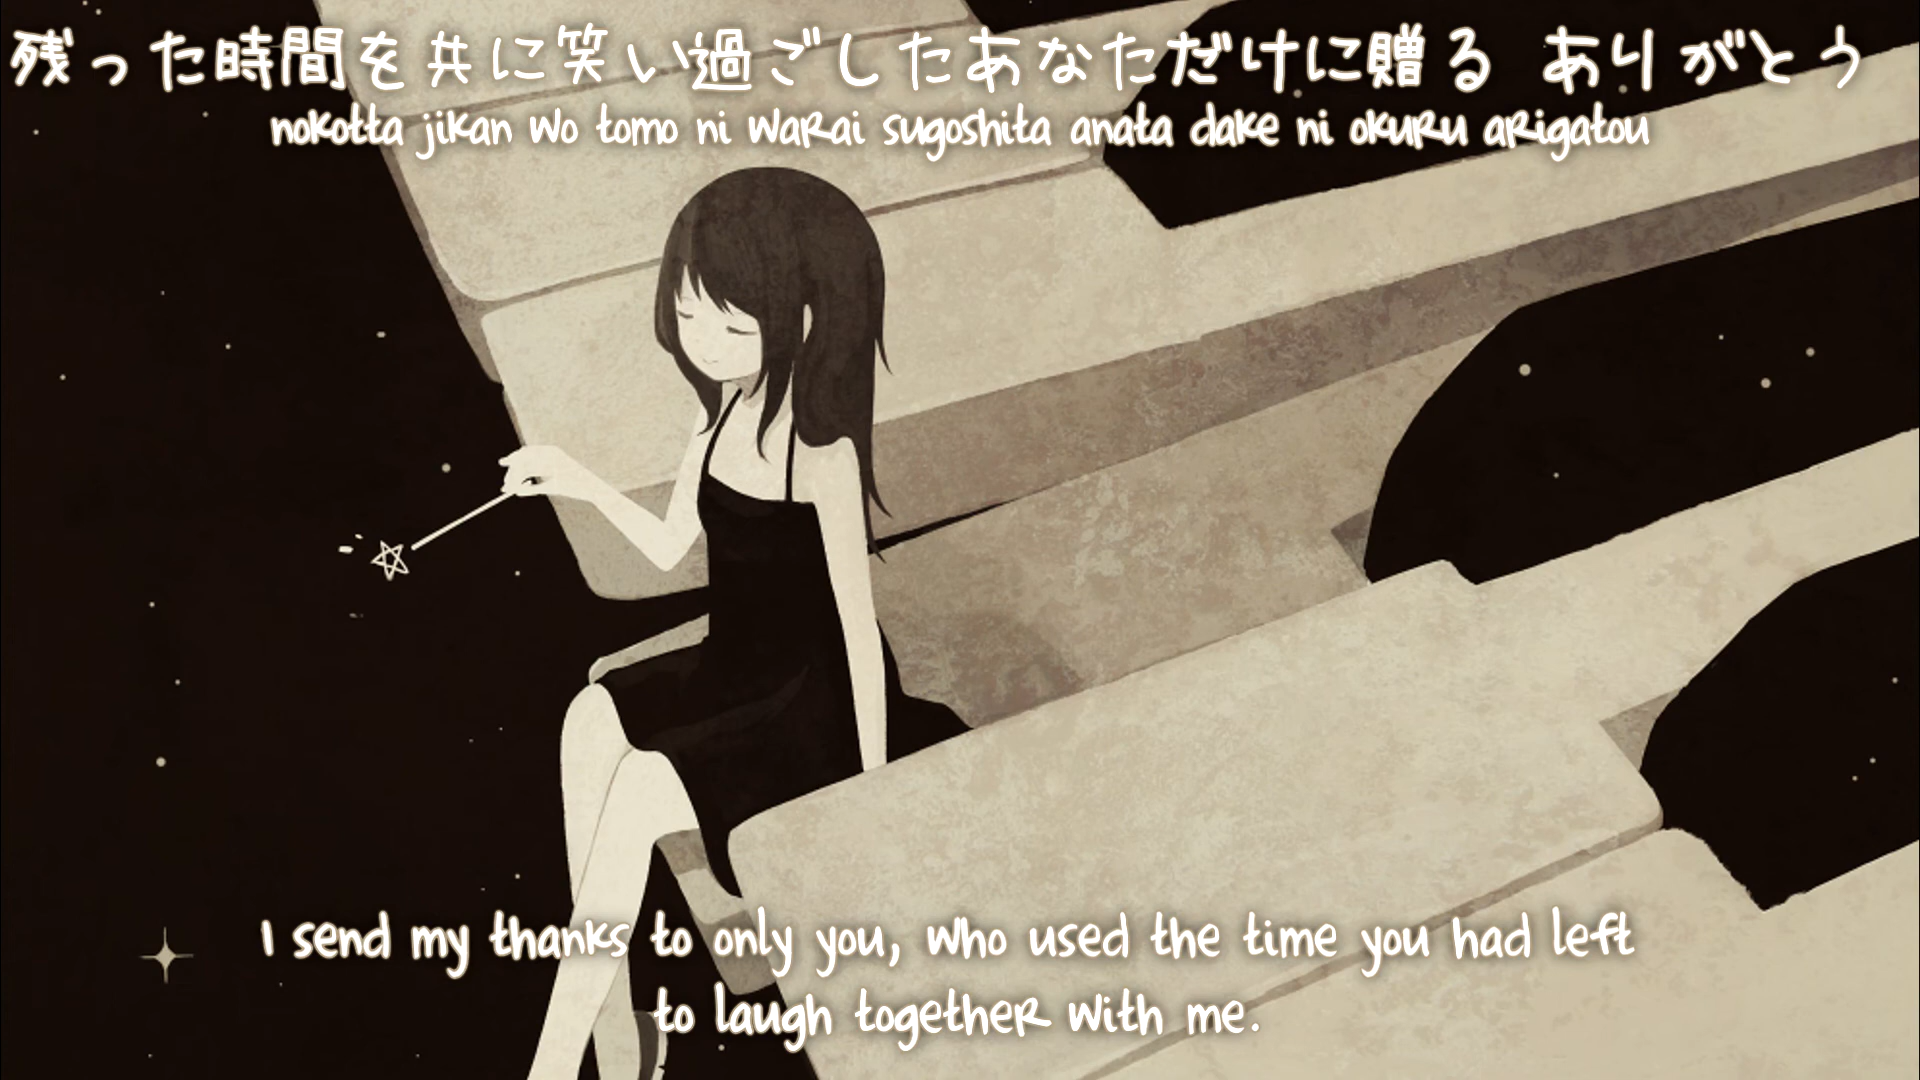 残った時間を共に笑い過ごしたあなただけに贈る ありがとう
nokotta jikan wo tomo ni warai sugoshita anata dake ni okuru arigatou
I send my thanks to only you, who used the time you had left
to laugh together with me.